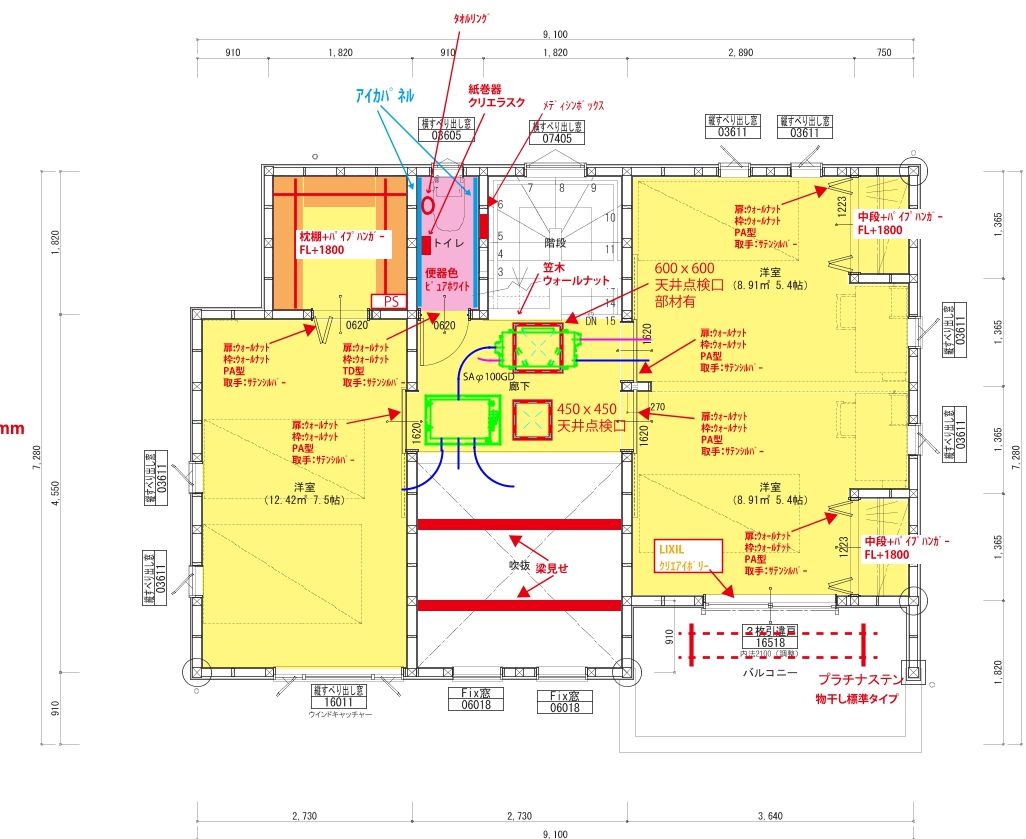 タオルリング
9,100
910
1,820
910
1,820
2,890
750
アイカパネル
紙巻器
クリエラスク
メディシンボックス
横すべり出し窓
03605
横すべり出し窓
07405
縦すべり出し窓
03611
縦すべり出し窓
03611
7
8
9
6
10
5
4
11
3
14
DN 15
トイレ
階段
枕棚+パイプハンガー
FL+1800
便器色
ピュアホワイト
笠木
ウォールナット
600ｘ600
天井点検口
部材有
扉:ウォールナット
枠:ウォールナット
PA型
取手:サテンシルバー
1223
中段+パイプハンガー
FL+1800
洋室
(8.91㎡ 5.4帖)
PS
0620
0620
1620
扉:ウォールナット
枠:ウォールナット
PA型
取手:サテンシルバー
扉:ウォールナット
枠:ウォールナット
TD型
取手:サテンシルバー
扉:ウォールナット
枠:ウォールナット
PA型
取手:サテンシルバー
SAφ100GD
廊下
450ｘ450
天井点検口
270
1620
1620
扉:ウォールナット
枠:ウォールナット
PA型
取手:サテンシルバー
扉:ウォールナット
枠:ウォールナット
PA型
取手:サテンシルバー
縦すべり出し窓
03611
縦すべり出し窓
03611
縦すべり出し窓
03611
縦すべり出し窓
03611
洋室
(12.42㎡ 7.5帖)
洋室
(8.91㎡ 5.4帖)
扉:ウォールナット
枠:ウォールナット
PA型
取手:サテンシルバー
1223
中段+パイプハンガー
FL+1800
LIXIL
クリエアイボリー
吹抜
梁見せ
910
２枚引違戸
16518
内法2100（調整）
バルコニー
プラチナステン
物干し標準タイプ
縦すべり出し窓
16011
ウインドキャッチャー
Fix窓
06018
Fix窓
06018
mm
1,820
7,280
4,550
910
1,365
1,365
1,365
7,280
1,365
1,820
2,730
2,730
3,640
9,100